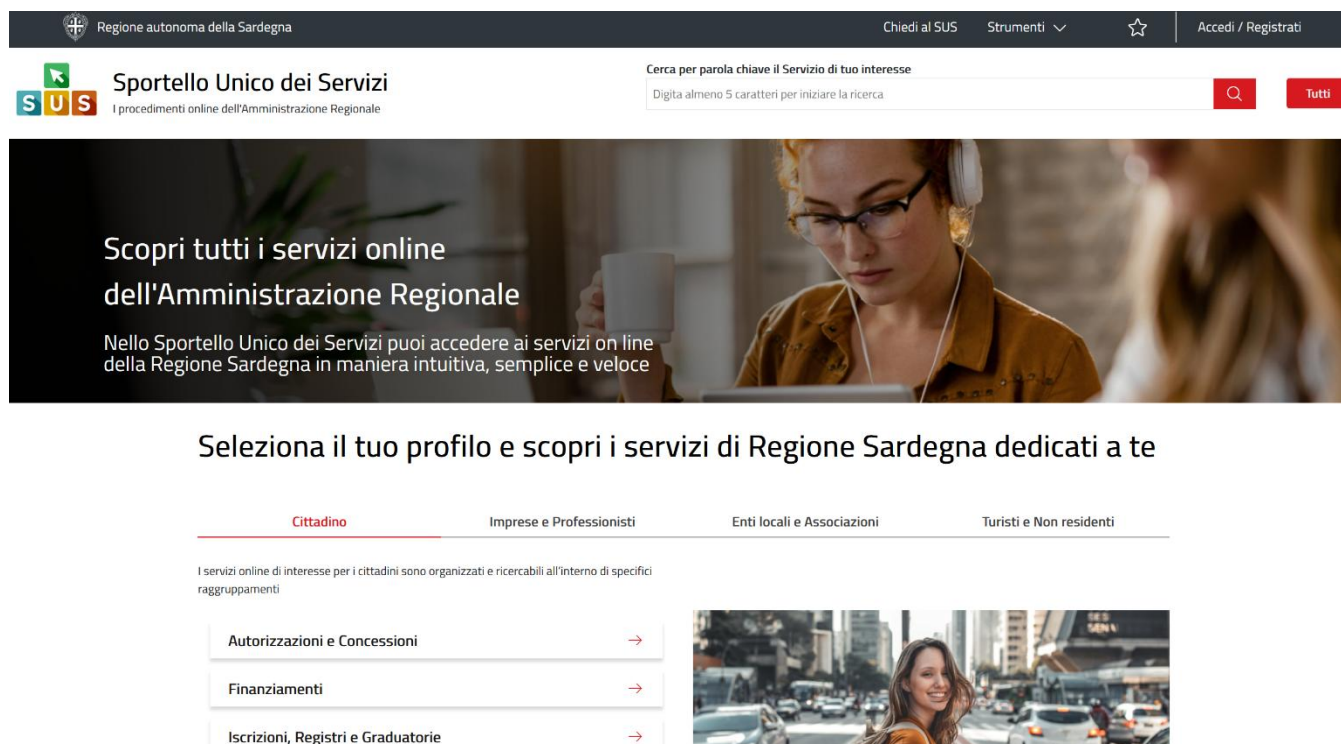 Regione autonoma della Sardegna
Chiedi al SUS
Strumenti
Accedi / Registrati
SUS
Sportello Unico dei Servizi
I procedimenti online dell'Amministrazione Regionale
Cerca per parola chiave il Servizio di tuo interesse
Digita almeno 5 caratteri per iniziare la ricerca
Tutti
Scopri tutti i servizi online
dell'Amministrazione Regionale
Nello Sportello Unico dei Servizi puoi accedere ai servizi on line
della Regione Sardegna in maniera intuitiva, semplice e veloce
Seleziona il tuo profilo e scopri i servizi di Regione Sardegna dedicati a te
Cittadino
Imprese e Professionisti
Enti locali e Associazioni
Turisti e Non residenti
I servizi online di interesse per i cittadini sono organizzati e ricercabili all'interno di specifici
raggruppamenti
Autorizzazioni e Concessioni
Finanziamenti
Iscrizioni, Registri e Graduatorie